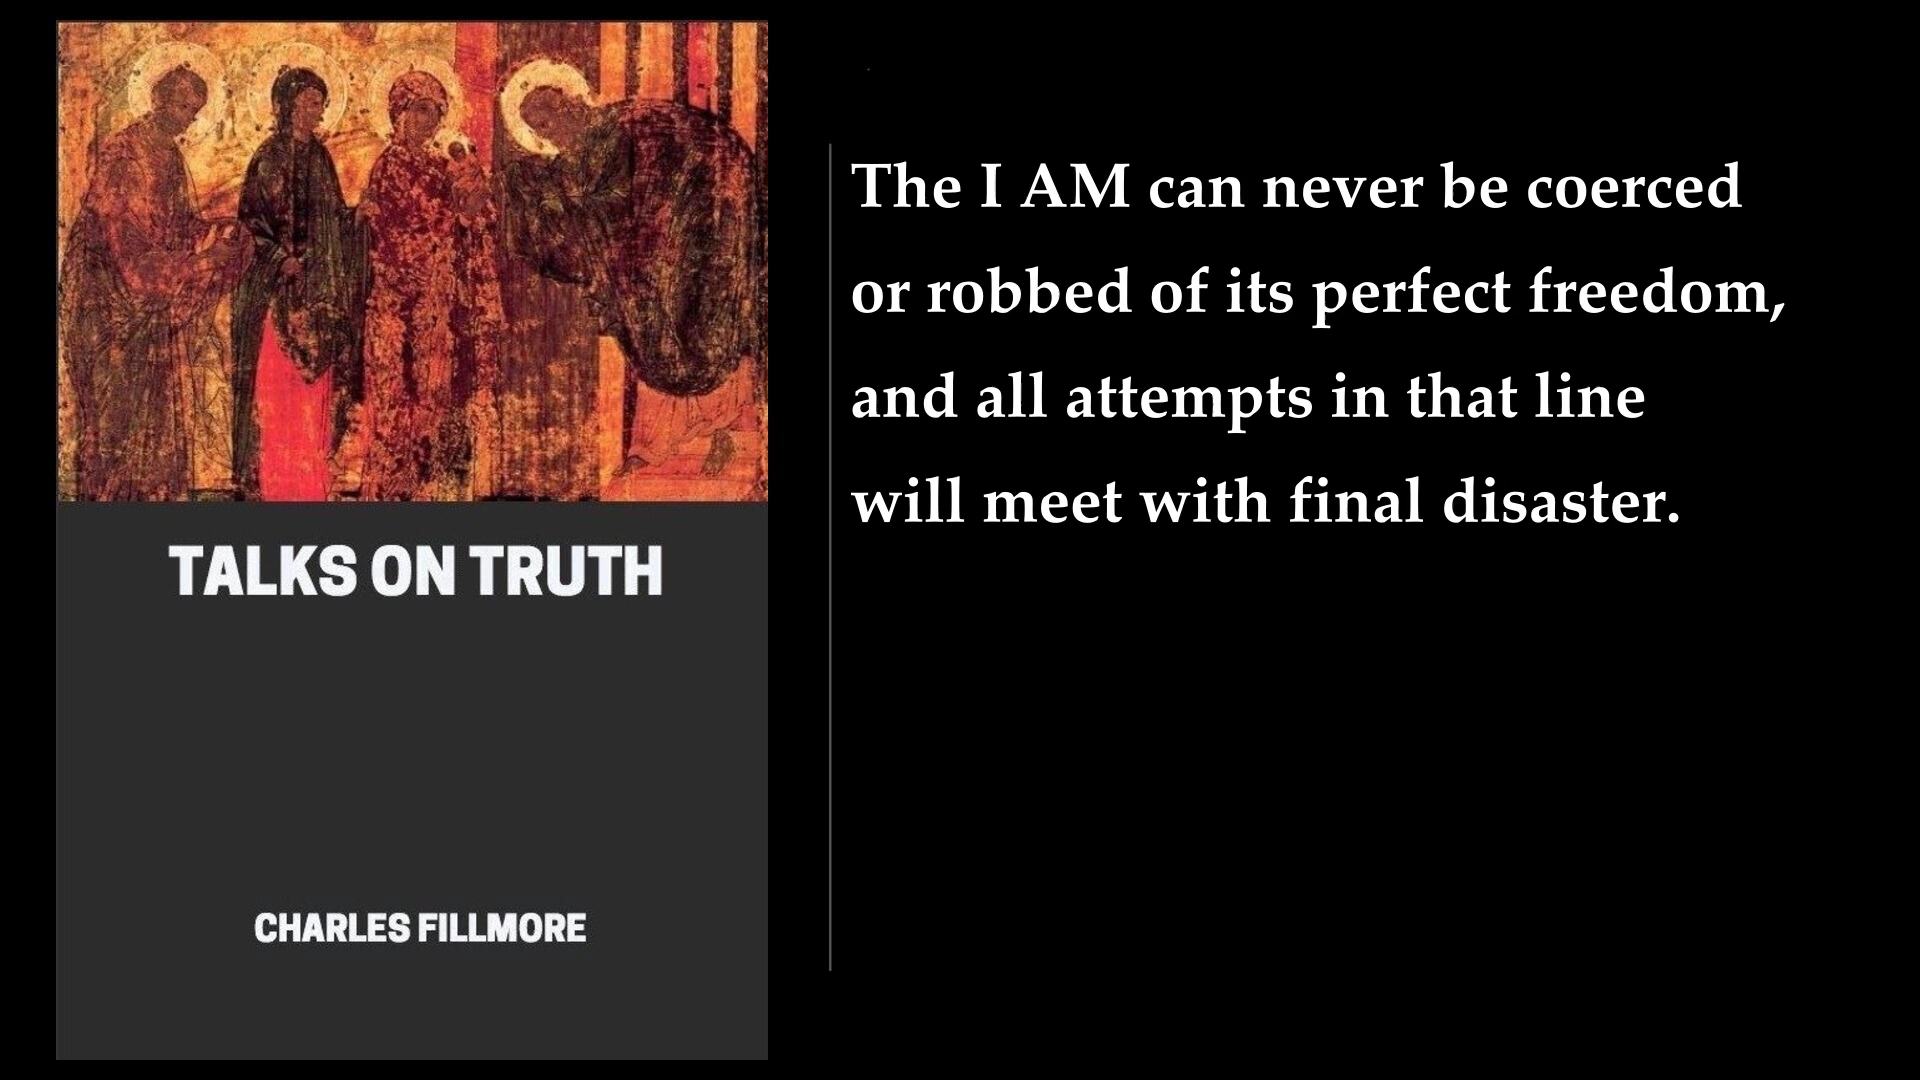 TALKS ON TRUTH
CHARLES FILLMORE
The I AM can never be coerced
or robbed of its perfect freedom,
and all attempts in that line
will meet with final disaster.